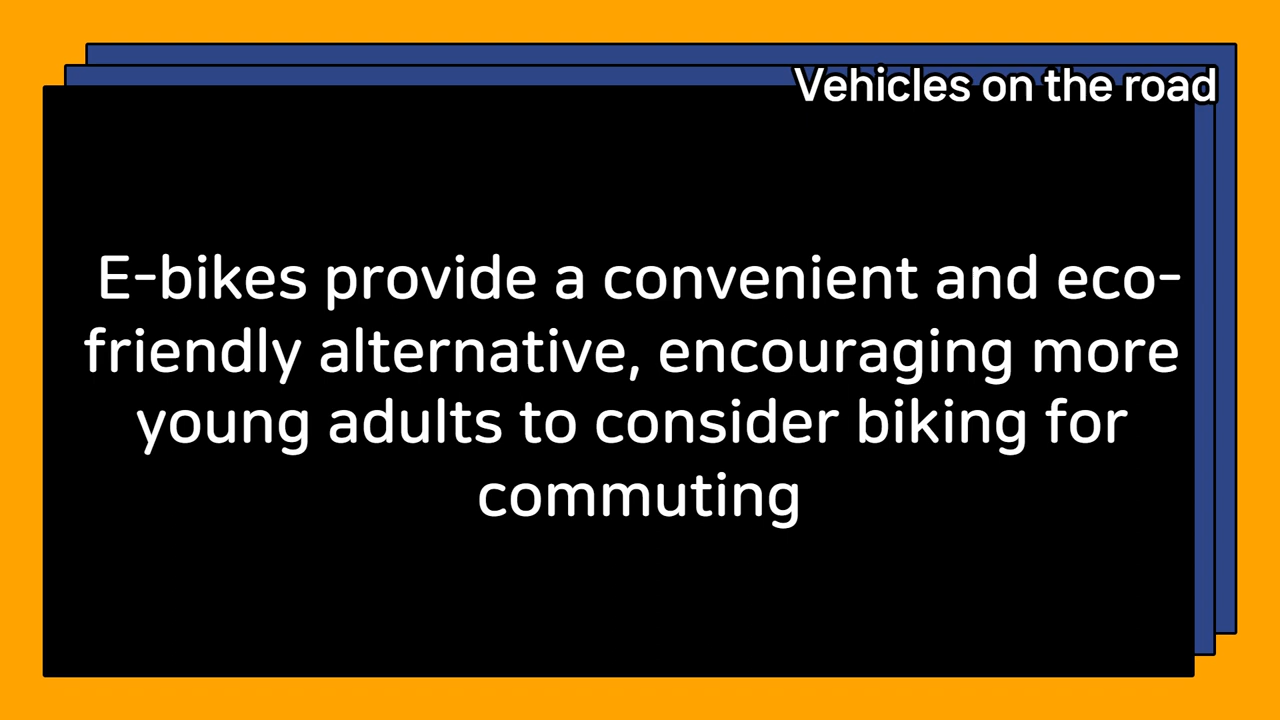 Vehicles on the road
E-bikes provide a convenient and eco-
friendly alternative, encouraging more
young adults to consider biking for
commuting